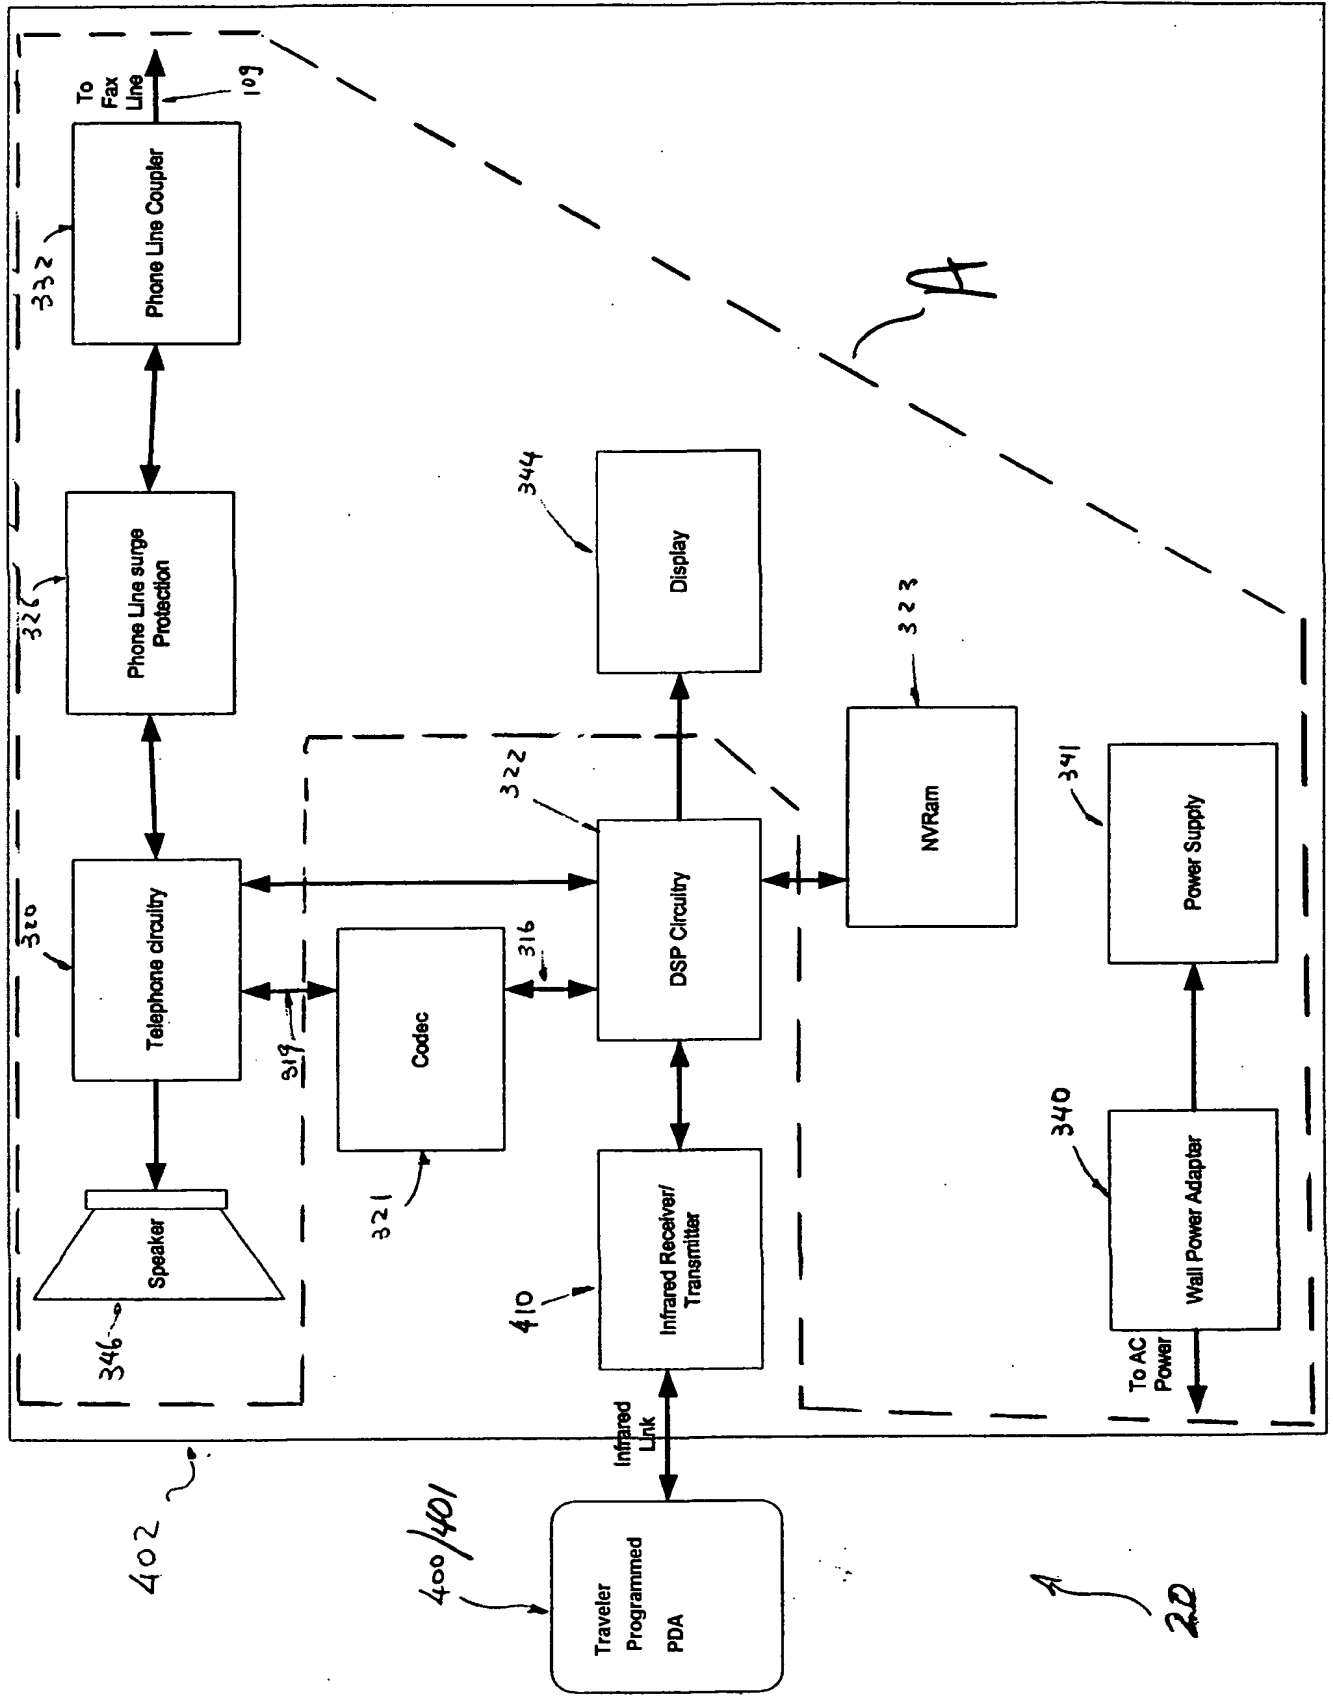 402
346
Speaker
320
Telephone circuitry
326
Phone Line surge
Protection
332
Phone Line Coupler
To
Fax
Line
109
319
321
Codec
316
400/401
Traveler
Programmed
PDA
Infrared
Link
410
Infrared Receiver/
Transmitter
322
DSP Circuitry
344
Display
323
NVRam
A
340
To AC
Power
Wall Power Adapter
341
Power Supply
20